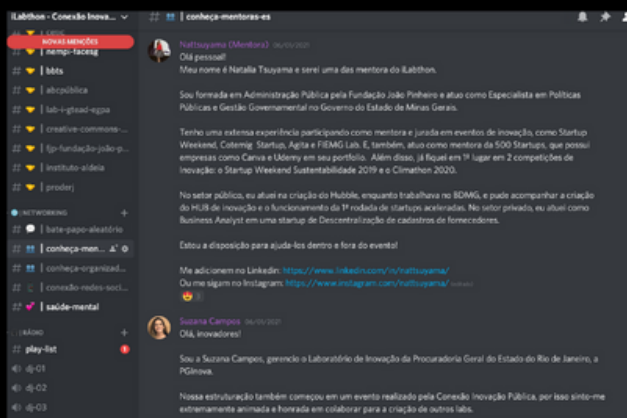 iLabthon - Conexão Inova...
NOVAS MENÇÕES
nempi-facesg
bbts
abcpública
lab-i-gtead-egpa
creative-commons-...
fjp-fundação-joão-p...
instituto-aldeia
proderj
NETWORKING
bate-papo-aleatório
conheça-men...
conheça-organizad...
conexão-redes-soci...
saúde-mental
RÁDIO
play-list
1
dj-01
dj-02
dj-03
conheça-mentoras-es
Nattsuyama (Mentora) 06/01/2021
Olá pessoal!
Meu nome é Natalia Tsuyama e serei uma das mentora do iLabthon.
Sou formada em Administração Pública pela Fundação João Pinheiro e atuo como Especialista em Políticas
Públicas e Gestão Governamental no Governo do Estado de Minas Gerais.
Tenho uma extensa experiência participando como mentora e jurada em eventos de inovação, como Startup
Weekend, Cotemig Startup, Agita e FIEMG Lab. E, também, atuo como mentora da 500 Startups, que possui
empresas como Canva e Udemy em seu portfolio. Além disso, já fiquei em 1º lugar em 2 competições de
Inovação: o Startup Weekend Sustentabilidade 2019 e o Climathon 2020.
No setor público, eu atuei na criação do Hubble, enquanto trabalhava no BDMG, e pude acompanhar a criação
do HUB de inovação e o funcionamento da 1ª rodada de startups aceleradas. No setor privado, eu atuei como
Business Analyst em uma startup de Descentralização de cadastros de fornecedores.
Estou a disposição para ajuda-los dentro e fora do evento!
Me adicionem no Linkedin: https://www.linkedin.com/in/nattsuyama/
Ou me sigam no Instagram: https://www.instagram.com/nattsuyama/
Suzana Campos 06/01/2021
Olá, inovadores!
Sou a Suzana Campos, gerencio o Laboratório de Inovação da Procuradoria Geral do Estado do Rio de Janeiro, a
PGInova.
Nossa estruturação também começou em um evento realizado pela Conexão Inovação Pública, por isso sinto-me
extremamente animada e honrada em colaborar para a criação de outros labs.